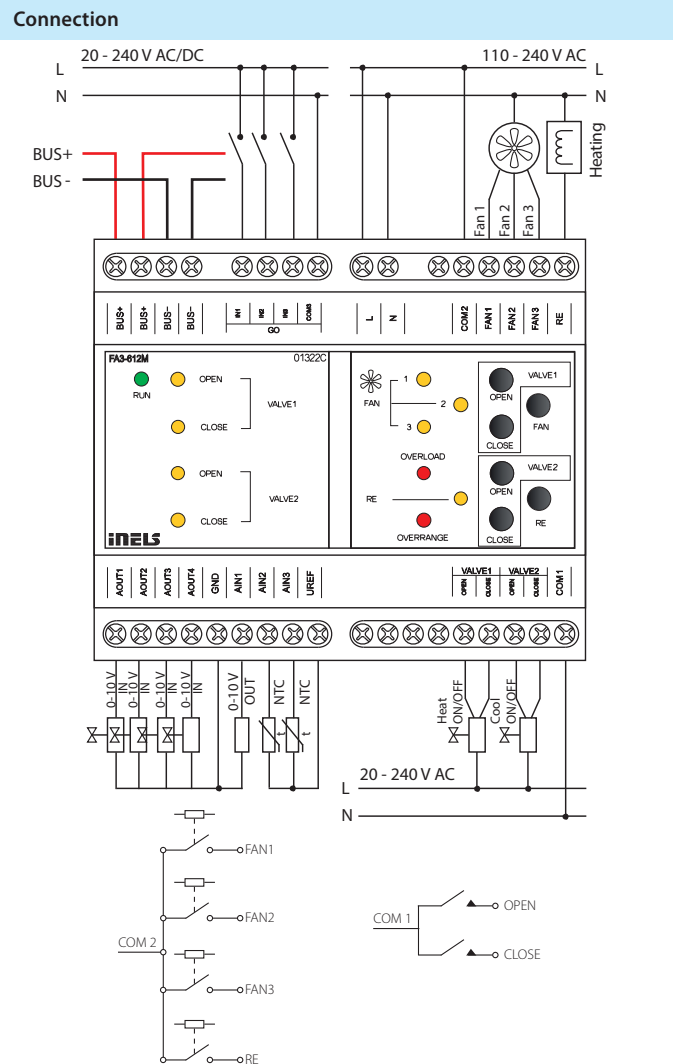 Connection
20 - 240 V AC/DC
110 - 240 V AC
L
L
N
N
BUS+
BUS -
Heating
Fan 1
Fan 2
Fan 3
BUS+
BUS+
BUS-
BUS-
IN1
IN2
IN3
COM3
GO
L
N
COM2
FAN1
FAN2
FAN3
RE
FA3-612M
01322C
RUN
OPEN
VALVE1
CLOSE
OPEN
VALVE2
CLOSE
iNELS
1
FAN
2
3
OVERLOAD
RE
OVERRANGE
VALVE1
OPEN
FAN
CLOSE
VALVE2
OPEN
RE
CLOSE
AOUT1
AOUT2
AOUT3
AOUT4
GND
AIN1
AIN2
AIN3
UREF
VALVE1
VALVE2
OPEN
CLOSE
OPEN
CLOSE
COM1
0-10 V
IN
0-10 V
IN
0-10 V
IN
0-10 V
IN
0-10 V
OUT
NTC
NTC
t
t
Heat
ON/OFF
Cool
ON/OFF
20 - 240 V AC
L
N
FAN1
FAN2
COM 2
FAN3
RE
COM 1
OPEN
CLOSE